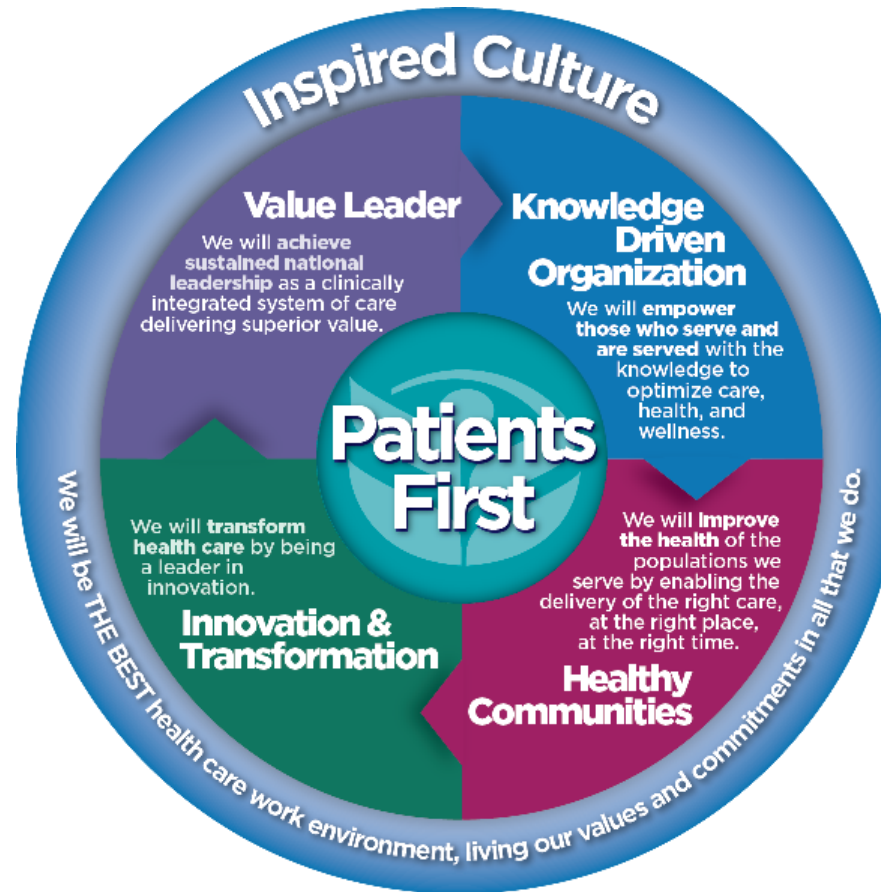 Inspired Culture
Value Leader
We will achieve
sustained national
leadership as a clinically
integrated system of care
delivering superior value.
Knowledge
Driven
Organization
We will empower
those who serve and
are served with the
knowledge to
optimize care,
health, and
wellness.
Patients
First
We will transform
health care by being
a leader in
innovation.
Innovation &
Transformation
We will improve
the health of the
populations we
serve by enabling the
delivery of the right care,
at the right place,
at the right time.
Healthy
Communities
We will be THE BEST health care work environment, living our values and commitments in all that we do.